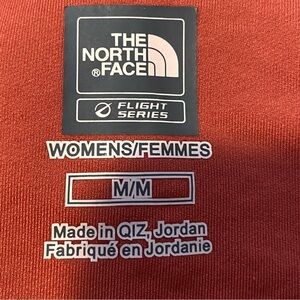 THE
NORTH
FACE®
FLIGHT
SERIES
WOMENS/FEMMES
M/M
Made in QIZ, Jordan
Fabriqué en Jordanie